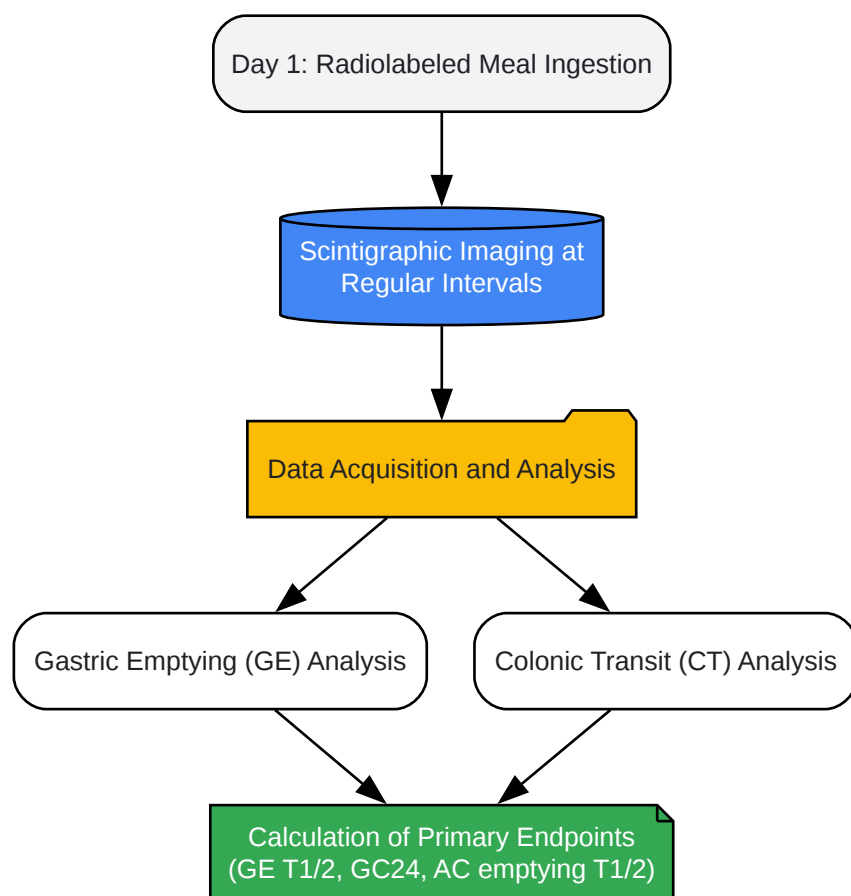 Day 1: Radiolabeled Meal Ingestion
Scintigraphic Imaging at
Regular Intervals
Data Acquisition and Analysis
Gastric Emptying (GE) Analysis
Colonic Transit (CT) Analysis
Calculation of Primary Endpoints
(GE T1/2, GC24, AC emptying T1/2)